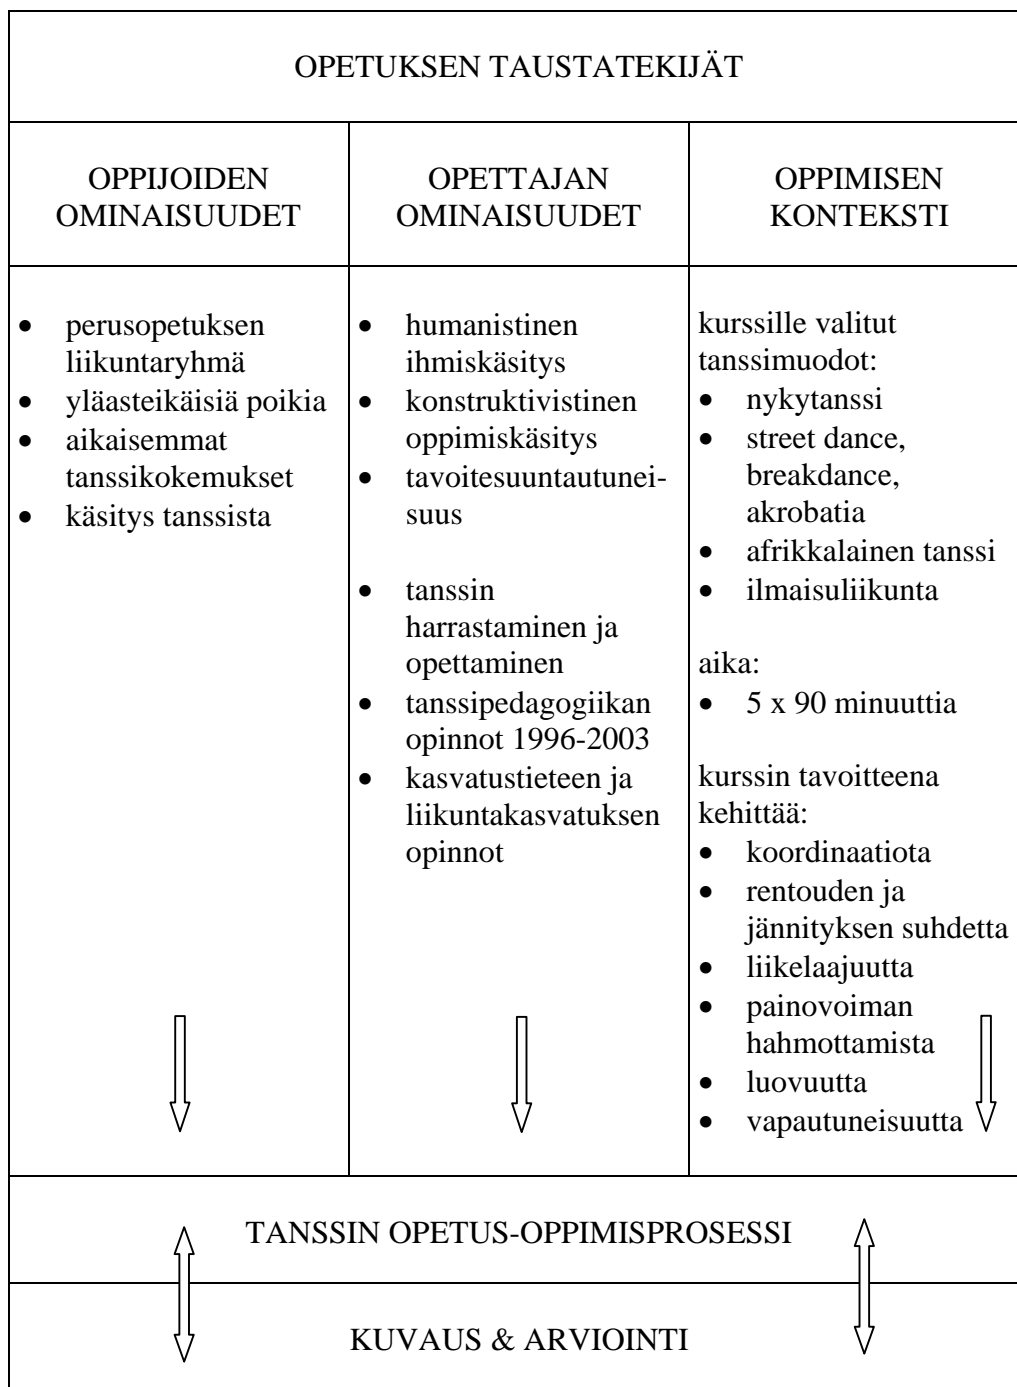 OPETUKSEN TAUSTATEKIJÄT
OPPIJOIDEN
OMINAISUUDET
OPETTAJAN
OMINAISUUDET
OPPIMISEN
KONTEKSTI
• perusopetuksen
liikuntaryhmä
• yläasteikäisiä poikia
• aikaisemmat
tanssikokemukset
• käsitys tanssista
• humanistinen
ihmiskäsitys
• konstruktivistinen
oppimiskäsitys
• tavoitesuuntautunei-
suus
• tanssin
harrastaminen ja
opettaminen
• tanssipedagogiikan
opinnot 1996-2003
• kasvatustieteen ja
liikuntakasvatuksen
opinnot
kurssille valitut
tanssimuodot:
• nykytanssi
• street dance,
breakdance,
akrobatia
• afrikkalainen tanssi
• ilmaisuliikunta
aika:
• 5 x 90 minuuttia
kurssin tavoitteena
kehittää:
• koordinaatiota
• rentouden ja
jännityksen suhdetta
• liikelaajuutta
• painovoiman
hahmottamista
• luovuutta
• vapautuneisuutta
TANSSIN OPETUS-OPPIMISPROSESSI
KUVAUS & ARVIOINTI